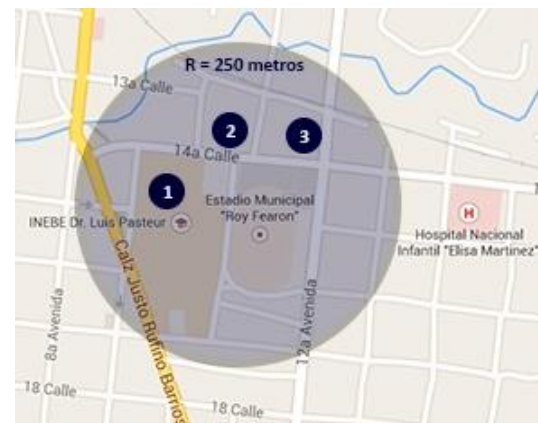 R = 250 metros
13a Calle
2
3
14a Calle
1
Estadio Municipal
"Roy Fearon"
INEBE Dr. Luis Pasteur
H
Hospital Nacional
Infantil "Elisa Martinez"
Calz Justo Rufino Barrios
8a Avenida
12a Avenida
18 Calle
18 Calle